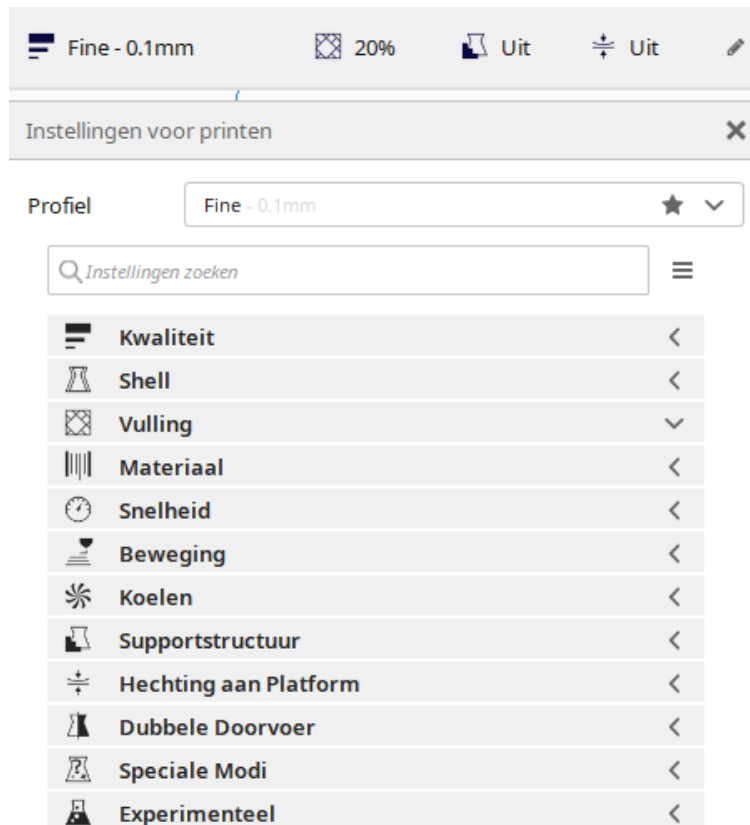 Fine - 0.1mm 20% Uit Uit
Instellingen voor printen
Profiel Fine - 0.1mm
Instellingen zoeken
Kwaliteit
Shell
Vulling
Materiaal
Snelheid
Beweging
Koelen
Supportstructuur
Hechting aan Platform
Dubbele Doorvoer
Speciale Modi
Experimenteel